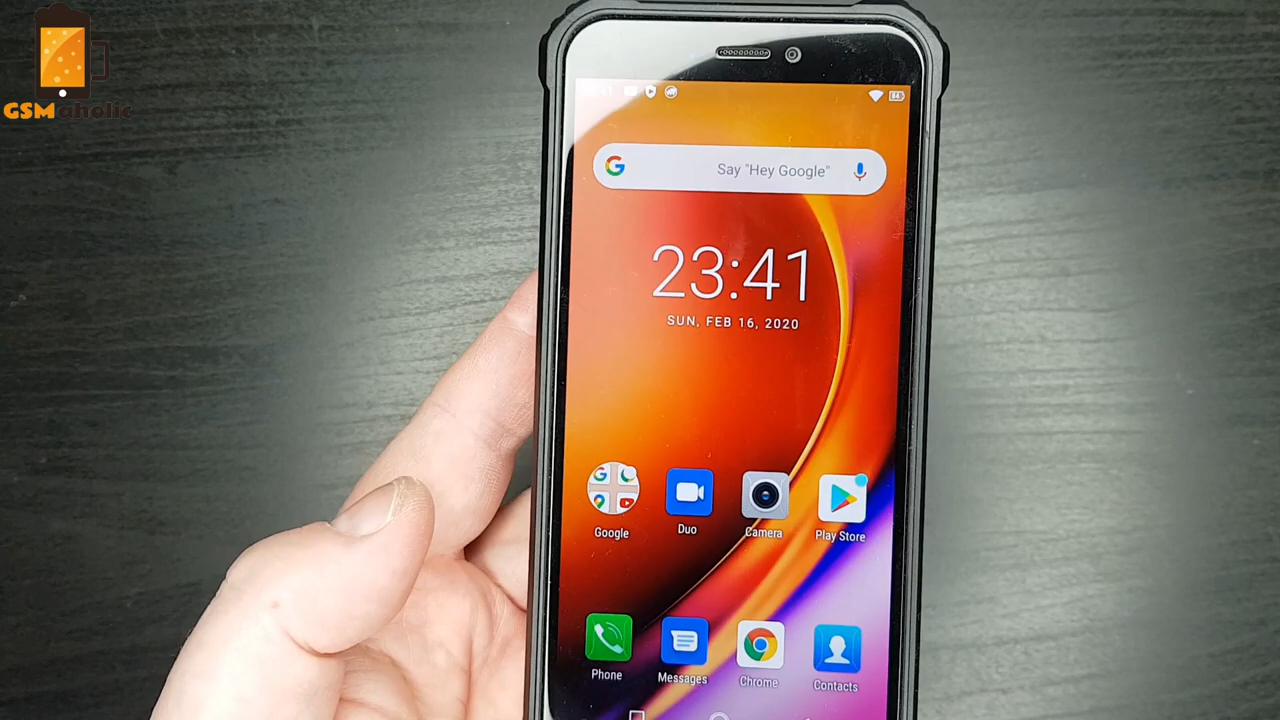 GSMaholic
Say "Hey Google"
23:41
SUN, FEB 16, 2020
Google
Duo
Camera
Play Store
Phone
Messages
Chrome
Contacts